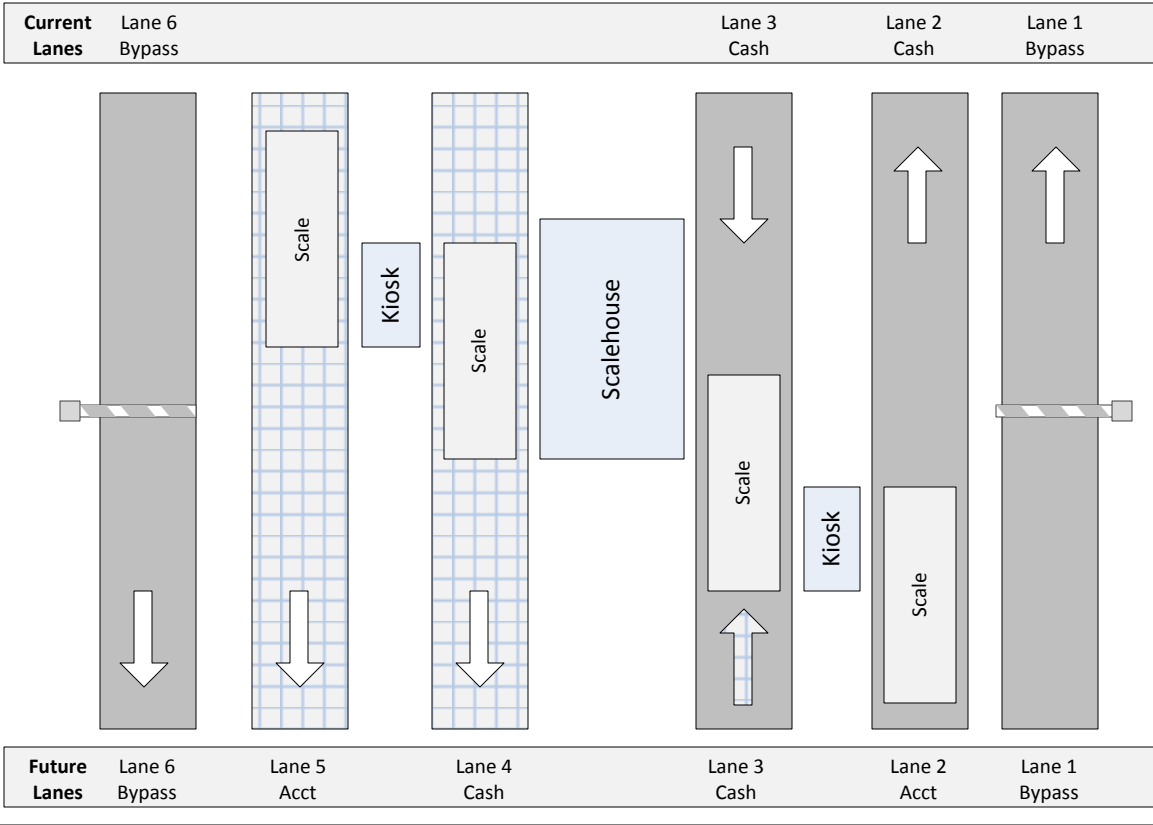 Current Lanes
Lane 6 Bypass
Lane 3 Cash
Lane 2 Cash
Lane 1 Bypass
Scale
Kiosk
Scale
Scalehouse
Scale
Kiosk
Scale
Future Lanes
Lane 6 Bypass
Lane 5 Acct
Lane 4 Cash
Lane 3 Cash
Lane 2 Acct
Lane 1 Bypass